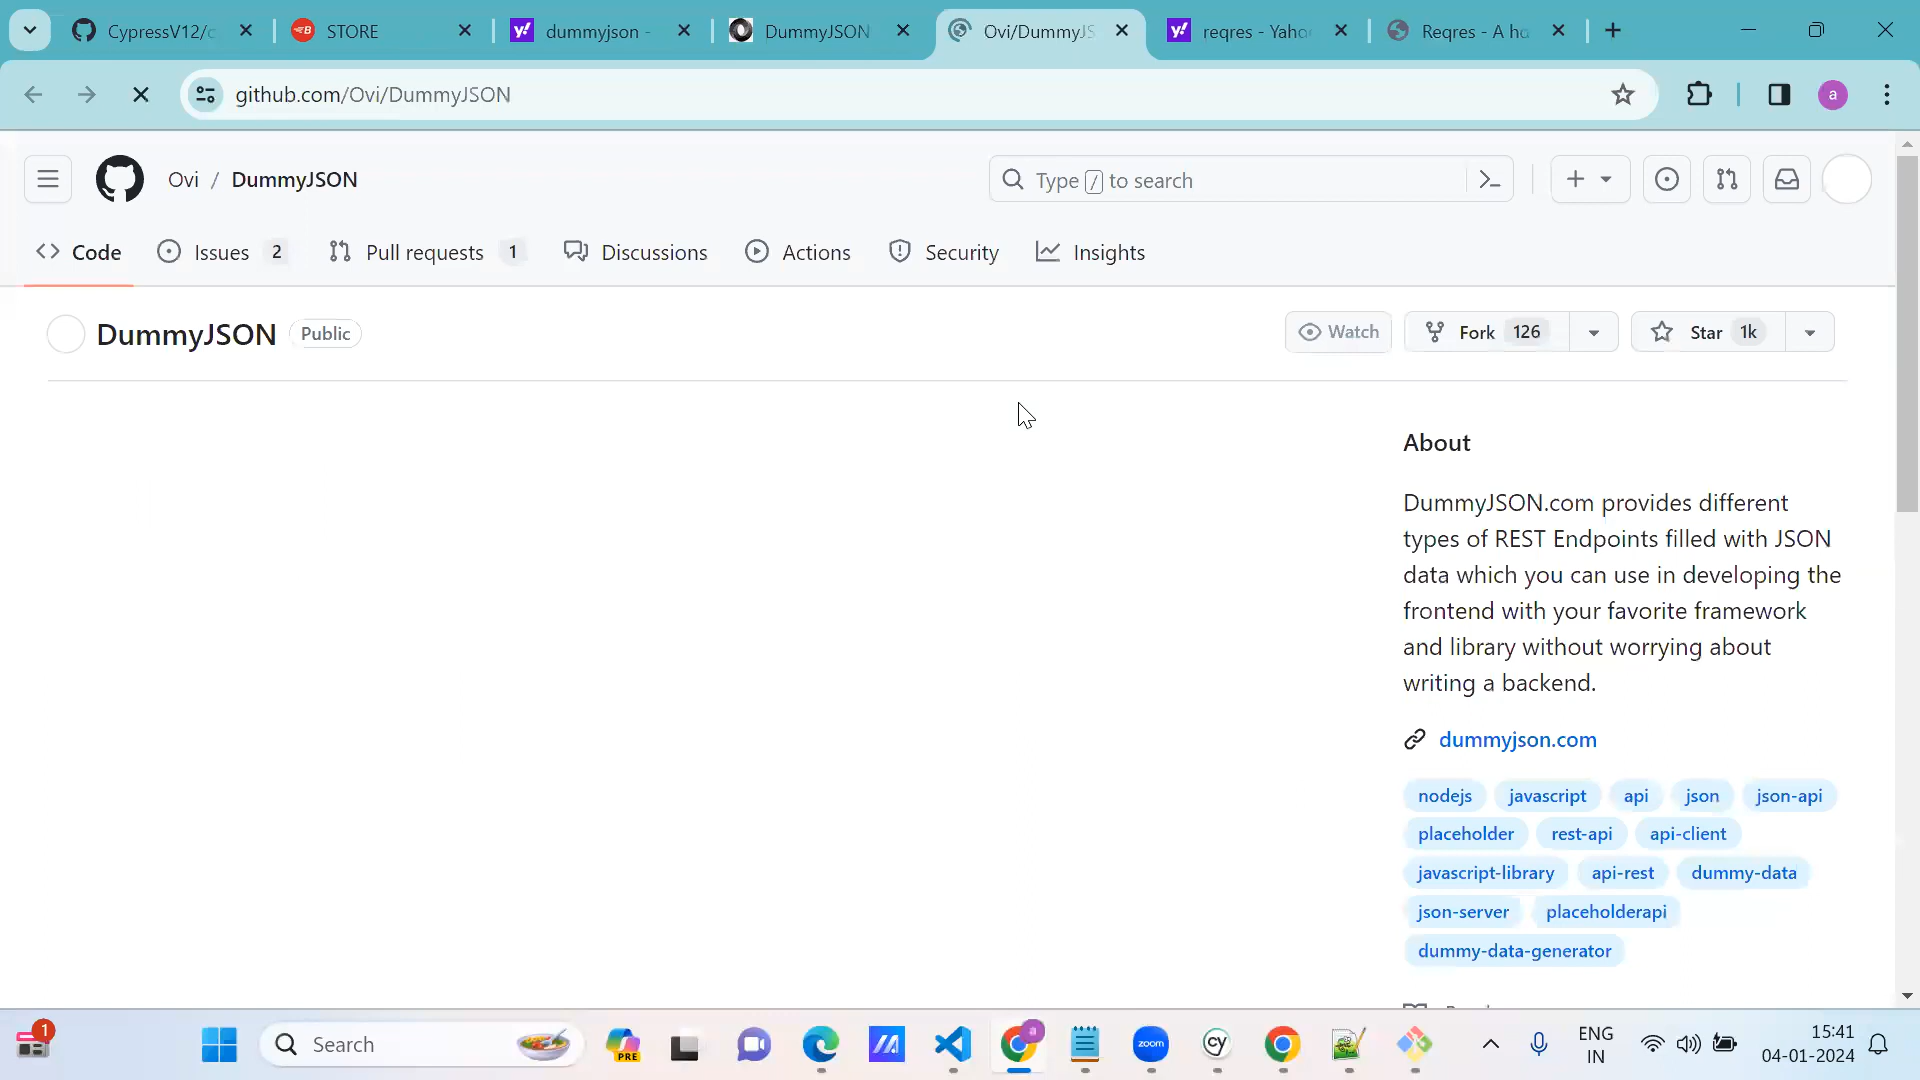 CypressV12/c
STORE
dummyjson -
DummyJSON
Ovi/DummyJS
reqres - Yaho
Reqres - A ho
github.com/Ovi/DummyJSON
a
Ovi / DummyJSON
Type / to search
Code
Issues 2
Pull requests 1
Discussions
Actions
Security
Insights
DummyJSON Public
Watch
Fork 126
Star 1k
About
DummyJSON.com provides different
types of REST Endpoints filled with JSON
data which you can use in developing the
frontend with your favorite framework
and library without worrying about
writing a backend.
dummyjson.com
nodejs javascript api json json-api
placeholder rest-api api-client
javascript-library api-rest dummy-data
json-server placeholderapi
dummy-data-generator
1
Search
PRE
a
zoom
cy
ENG
IN
15:41
04-01-2024